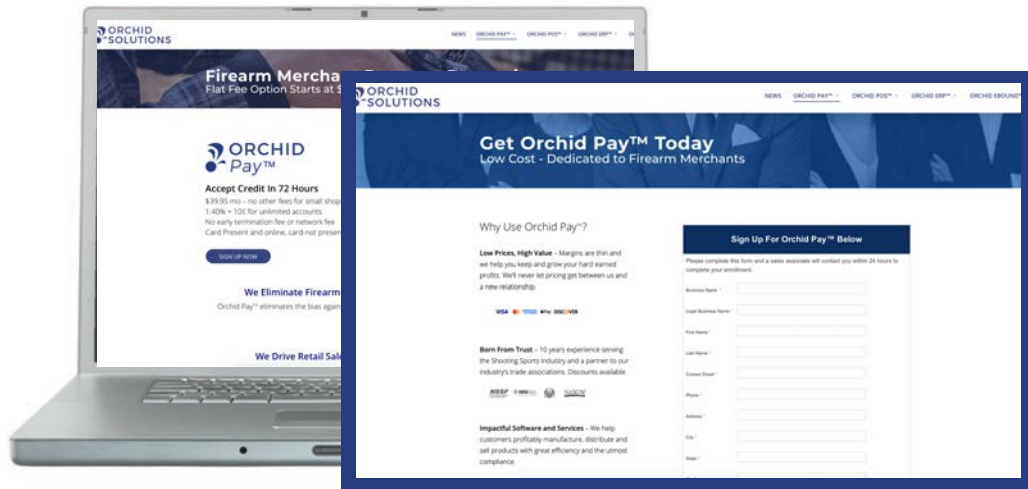 ORCHID
SOLUTIONS
NEWS
ORCHID PAY™
ORCHID POS™
ORCHID ERP™
Firearm
Flat Fee Option Starts at
ORCHID
Pay™
Accept Credit In 72 Hours
$39.95 mo – no other fees for small
1.40% + 10¢ for unlimited accounts
No early termination fee or network fee
Card Present and online, card-not
SIGN UP NOW
We Eliminate
Orchid Pay™ eliminates the bias
We Drive Retail
ORCHID
SOLUTIONS
NEWS
ORCHID PAY™
ORCHID POS™
ORCHID ERP™
ORCHID EBOUND™
Get Orchid Pay™ Today
Low Cost - Dedicated to Firearm Merchants
Why Use Orchid Pay™?
Low Prices, High Value – Margins are thin and
we help you keep and grow your hard earned
profits. We'll never let pricing get between us and
a new relationship.
VISA
Pay
DISCOVER
Born From Trust – 10 years experience serving
the Shooting Sports Industry and a partner to our
industry's trade associations. Discounts available.
NSSF
NASGW
Impactful Software and Services – We help
customers profitably manufacture, distribute and
sell products with great efficiency and the utmost
compliance.
Sign Up For Orchid Pay™ Below
Please complete this form and a sales associate will contact you within 24 hours to
complete your enrollment.
Business Name *
Legal Business Name *
First Name *
Last Name *
Contact Email *
Phone *
Address *
City *
State *